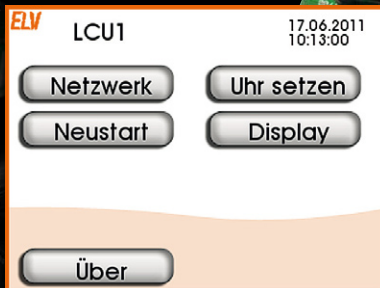 ELV
LCU1
17.06.2011
10:13:00
Netzwerk
Uhr setzen
Neustart
Display
Über